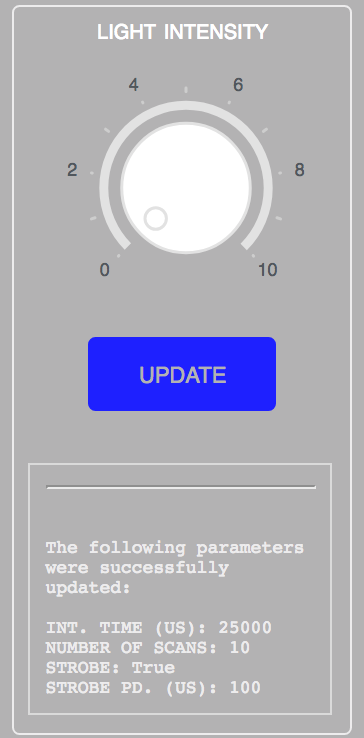 LIGHT INTENSITY
4 6
2 8
0 10
UPDATE
The following parameters
were successfully
updated:
INT. TIME (US): 25000
NUMBER OF SCANS: 10
STROBE: True
STROBE PD. (US): 100